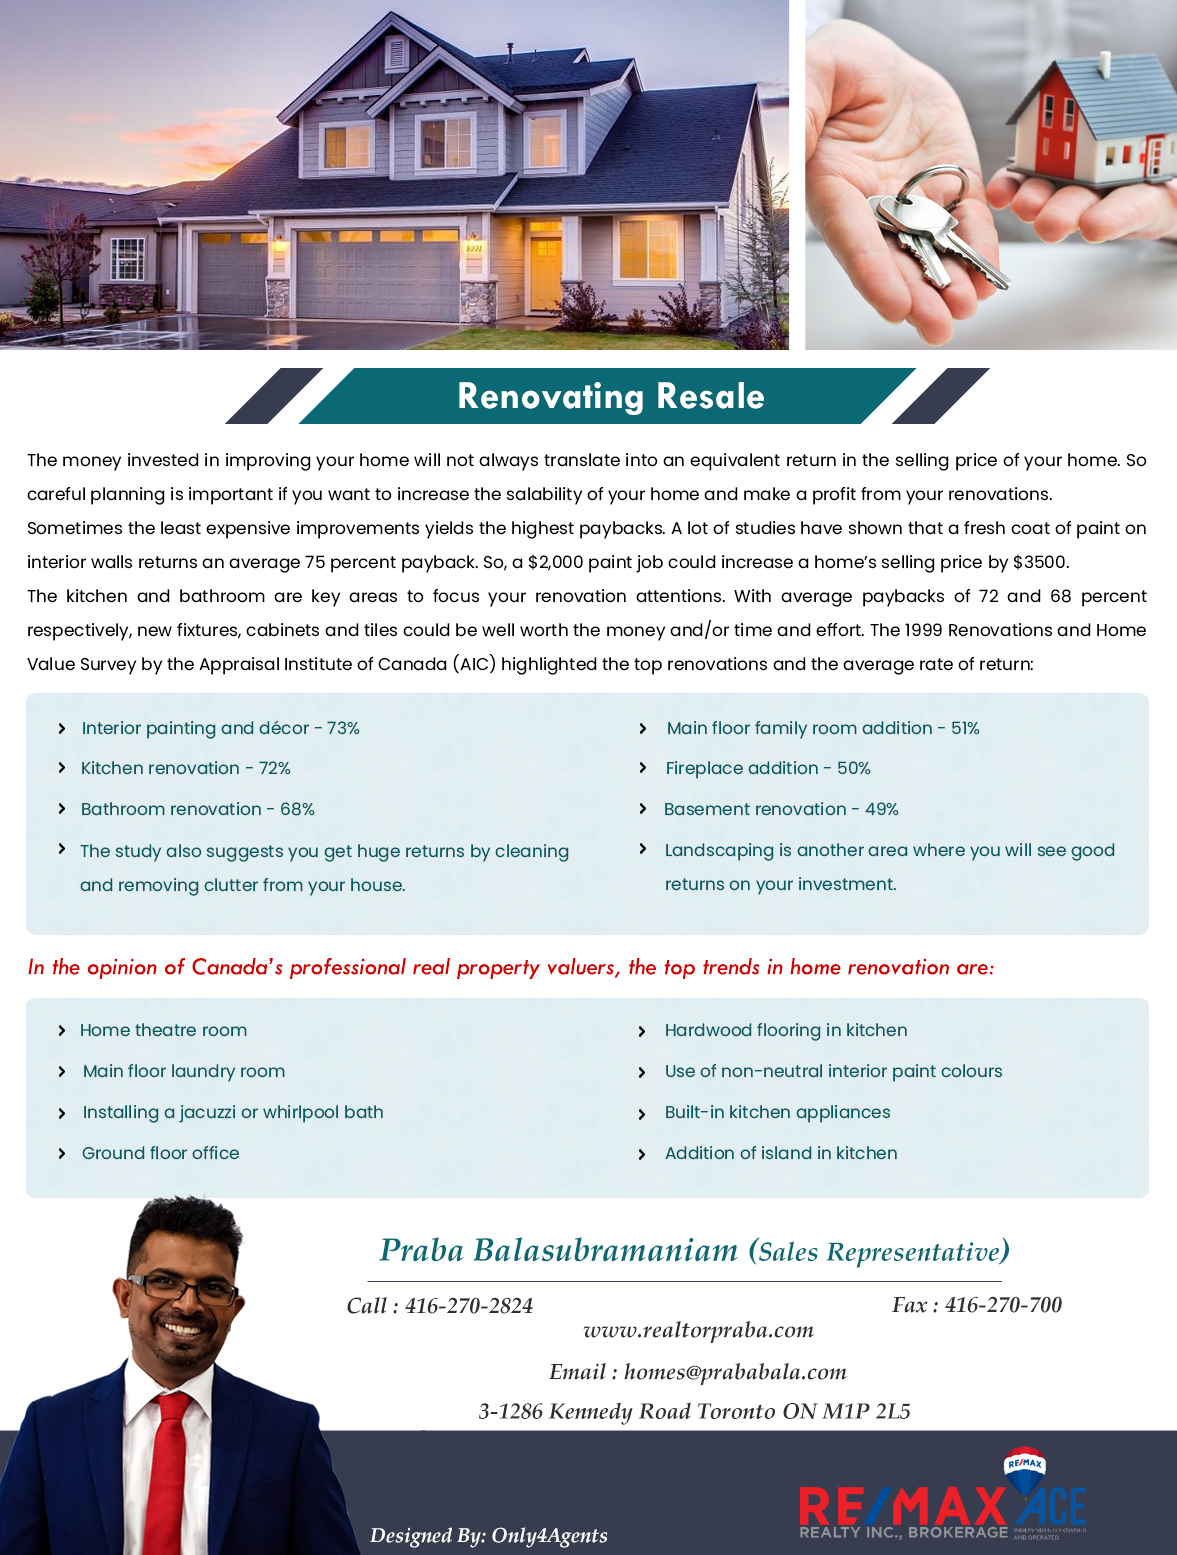 Renovating Resale
The money invested in improving your home will not always translate into an equivalent return in the selling price of your home. So
careful planning is important if you want to increase the salability of your home and make a profit from your renovations.
Sometimes the least expensive improvements yields the highest paybacks. A lot of studies have shown that a fresh coat of paint on
interior walls returns an average 75 percent payback. So, a $2,000 paint job could increase a home’s selling price by $3500.
The kitchen and bathroom are key areas to focus your renovation attentions. With average paybacks of 72 and 68 percent
respectively, new fixtures, cabinets and tiles could be well worth the money and/or time and effort. The 1999 Renovations and Home
Value Survey by the Appraisal Institute of Canada (AIC) highlighted the top renovations and the average rate of return:
Interior painting and décor - 73%
Kitchen renovation - 72%
Bathroom renovation - 68%
The study also suggests you get huge returns by cleaning
and removing clutter from your house.
Main floor family room addition - 51%
Fireplace addition - 50%
Basement renovation - 49%
Landscaping is another area where you will see good
returns on your investment.
In the opinion of Canada’s professional real property valuers, the top trends in home renovation are:
Home theatre room
Main floor laundry room
Installing a jacuzzi or whirlpool bath
Ground floor office
Hardwood flooring in kitchen
Use of non-neutral interior paint colours
Built-in kitchen appliances
Addition of island in kitchen
Praba Balasubramaniam (Sales Representative)
Call : 416-270-2824
Fax : 416-270-700
www.realtorpraba.com
Email : homes@prababala.com
3-1286 Kennedy Road Toronto ON M1P 2L5
Designed By: Only4Agents
RE/MAX
RE/MAX ACE
REALTY INC., BROKERAGE
INDEPENDENTLY OWNED
AND OPERATED